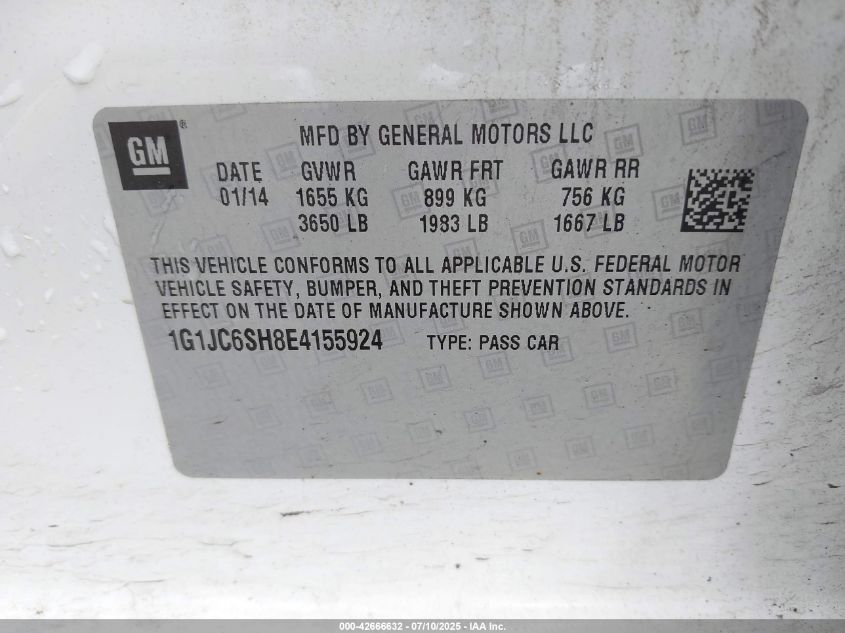 GM®
MFD BY GENERAL MOTORS LLC
DATE GVWR GAWR FRT GAWR RR
01/14 1655 KG 899 KG 756 KG
3650 LB 1983 LB 1667 LB
THIS VEHICLE CONFORMS TO ALL APPLICABLE U.S. FEDERAL MOTOR
VEHICLE SAFETY, BUMPER, AND THEFT PREVENTION STANDARDS IN
EFFECT ON THE DATE OF MANUFACTURE SHOWN ABOVE.
1G1JC6SH8E4155924 TYPE: PASS CAR
000-42666632 - 07/10/2025 - IAA Inc.